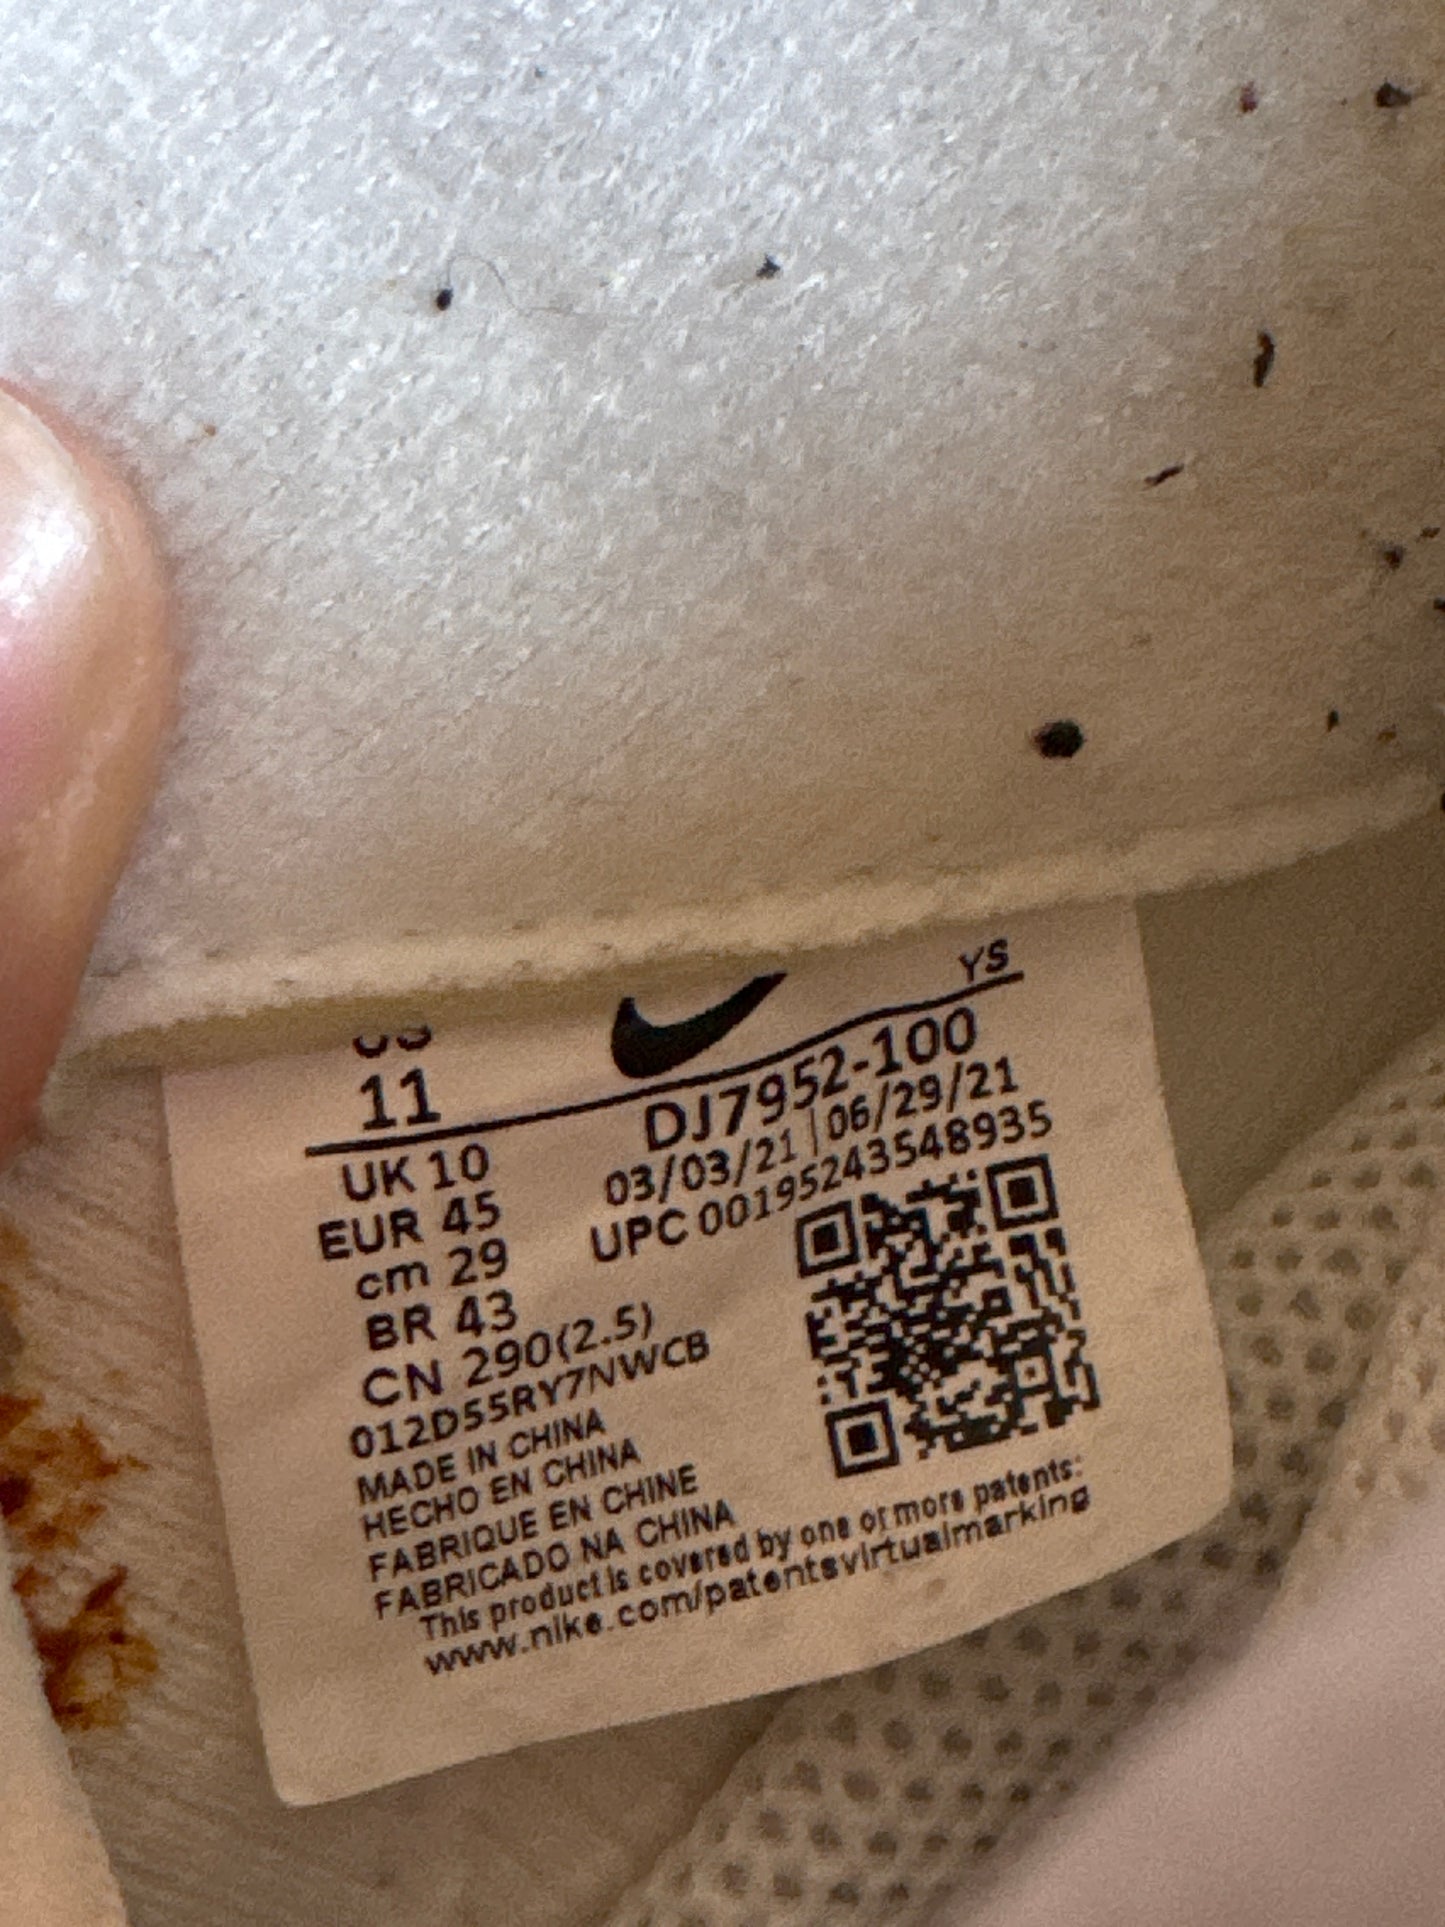 US
YS
11
DJ7952-100
03/03/21 | 06/29/21
UPC 00195243548935
UK 10
EUR 45
cm 29
BR 43
CN 290(2.5)
012D55RY7NWCB
MADE IN CHINA
HECHO EN CHINA
FABRIQUE EN CHINE
FABRICADO NA CHINA
This product is covered by one or more patents:
www.nike.com/patentsvirtualmarking